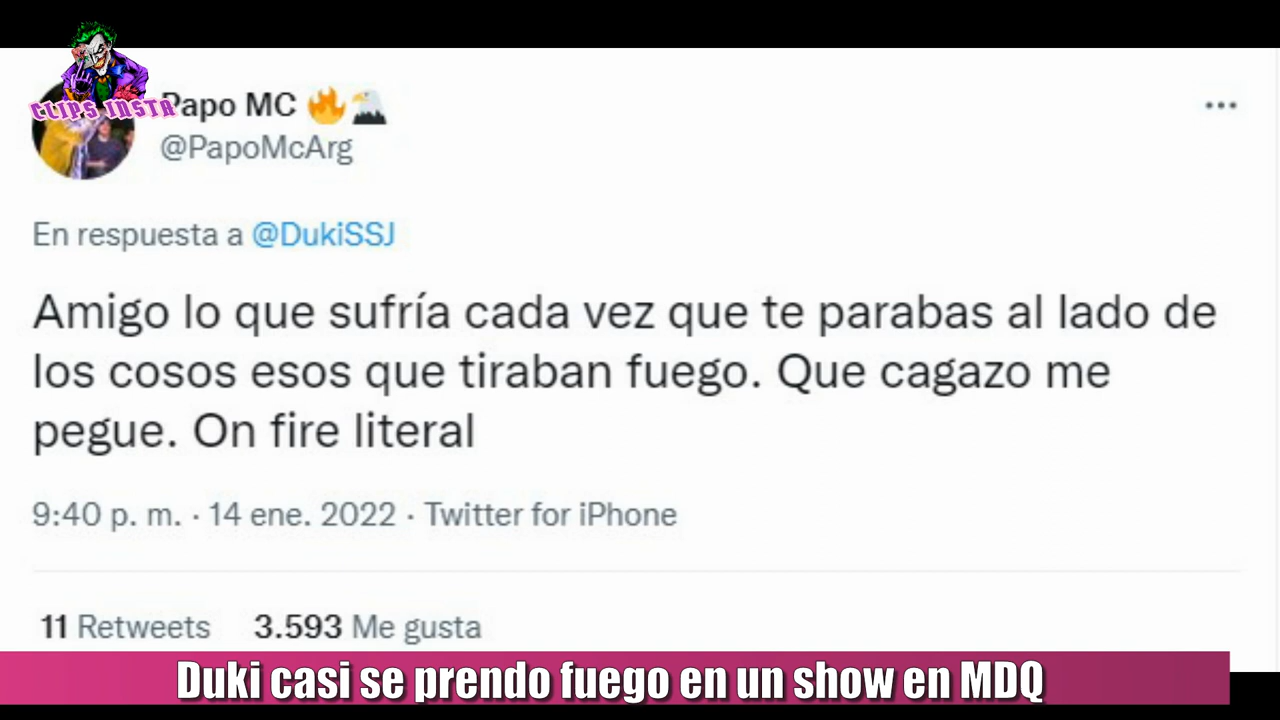 CLIPS INSTA
Papo MC 🔥🦅
@PapoMcArg
En respuesta a @DukiSSJ
Amigo lo que sufría cada vez que te parabas al lado de
los cosos esos que tiraban fuego. Que cagazo me
pegue. On fire literal
9:40 p. m. · 14 ene. 2022 · Twitter for iPhone
11 Retweets 3.593 Me gusta
Duki casi se prendo fuego en un show en MDQ